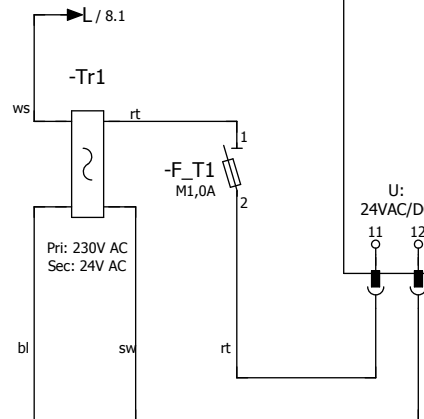 L / 8.1
-Tr1
ws
rt
1
-F_T1
M1,0A
2
U:
24VAC/D
11
12
Pri: 230V AC
Sec: 24V AC
bl
sw
rt